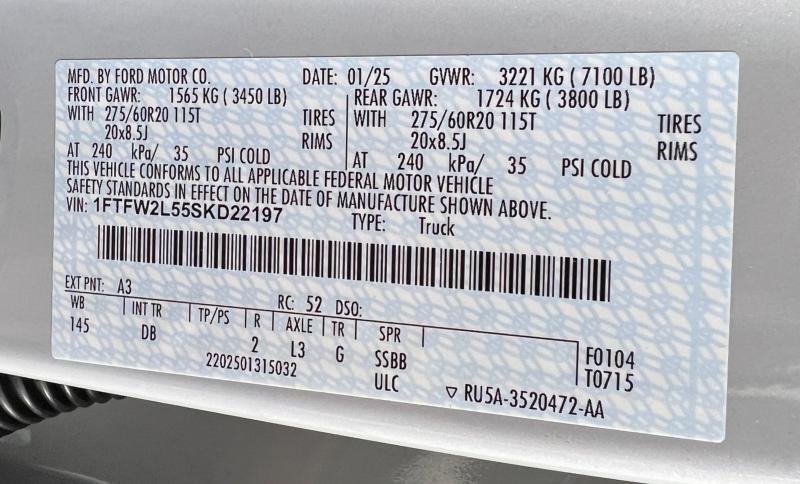 MFD. BY FORD MOTOR CO. DATE: 01/25 GVWR: 3221 KG ( 7100 LB)
FRONT GAWR: 1565 KG ( 3450 LB) REAR GAWR: 1724 KG ( 3800 LB)
WITH 275/60R20 115T TIRES WITH 275/60R20 115T TIRES
20x8.5J RIMS 20x8.5J RIMS
AT 240 kPa/ 35 PSI COLD AT 240 kPa/ 35 PSI COLD
THIS VEHICLE CONFORMS TO ALL APPLICABLE FEDERAL MOTOR VEHICLE
SAFETY STANDARDS IN EFFECT ON THE DATE OF MANUFACTURE SHOWN ABOVE.
VIN: 1FTFW2L55SKD22197 TYPE: Truck
EXT PNT: A3 RC: 52 DSO:
WB INT TR TP/PS R AXLE TR SPR
145 DB 2 L3 G SSBB F0104
2202501315032 ULC T0715
▽ RU5A-3520472-AA